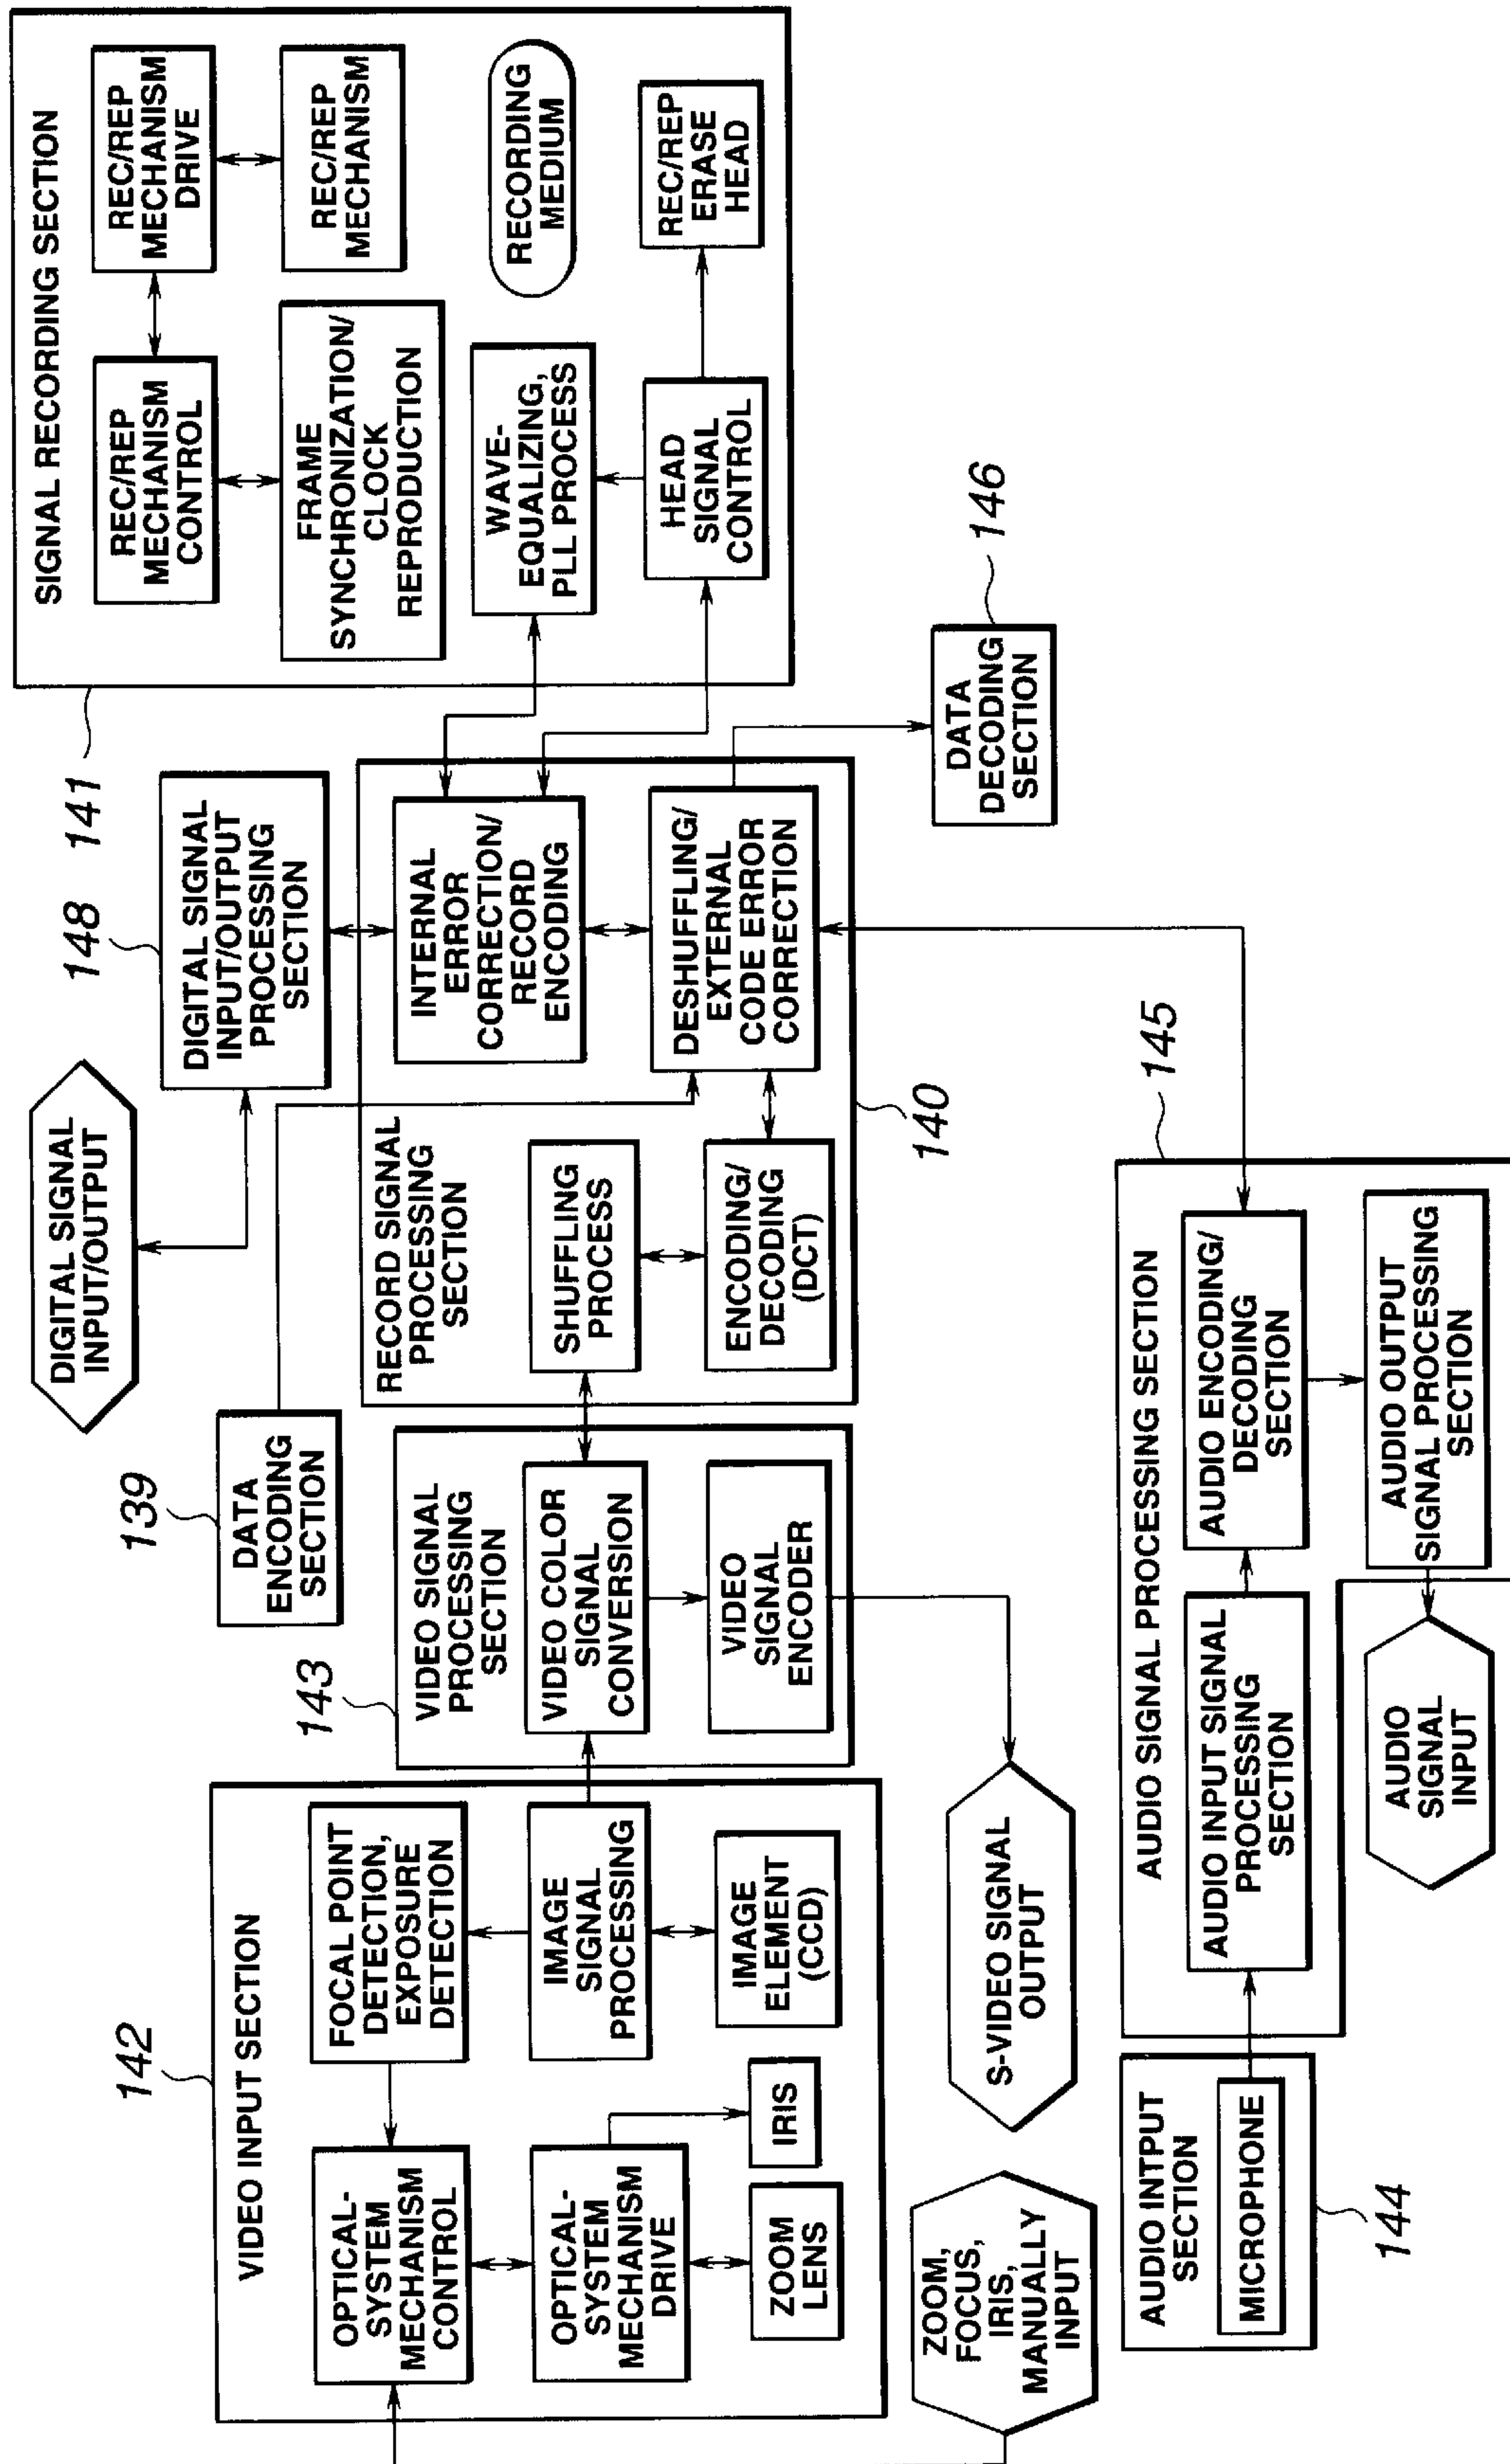 142
VIDEO INPUT SECTION
OPTICAL-
SYSTEM
MECHANISM
CONTROL
FOCAL POINT
DETECTION,
EXPOSURE
DETECTION
OPTICAL-
SYSTEM
MECHANISM
DRIVE
IMAGE
SIGNAL
PROCESSING
ZOOM
LENS
IRIS
IMAGE
ELEMENT
(CCD)
ZOOM,
FOCUS,
IRIS,
MANUALLY
INPUT
S-VIDEO SIGNAL
OUTPUT
143
VIDEO SIGNAL
PROCESSING
SECTION
VIDEO COLOR
SIGNAL
CONVERSION
VIDEO
SIGNAL
ENCODER
139
DATA
ENCODING
SECTION
DIGITAL SIGNAL
INPUT/OUTPUT
148
DIGITAL SIGNAL
INPUT/OUTPUT
PROCESSING
SECTION
RECORD SIGNAL
PROCESSING
SECTION
SHUFFLING
PROCESS
ENCODING/
DECODING
(DCT)
INTERNAL
ERROR
CORRECTION/
RECORD
ENCODING
DESHUFFLING/
EXTERNAL
CODE ERROR
CORRECTION
140
141
SIGNAL RECORDING SECTION
REC/REP
MECHANISM
CONTROL
REC/REP
MECHANISM
DRIVE
FRAME
SYNCHRONIZATION/
CLOCK
REPRODUCTION
REC/REP
MECHANISM
WAVE-
EQUALIZING,
PLL PROCESS
RECORDING
MEDIUM
HEAD
SIGNAL
CONTROL
REC/REP
ERASE
HEAD
146
DATA
DECODING
SECTION
AUDIO INTPUT
SECTION
MICROPHONE
144
145
AUDIO SIGNAL PROCESSING SECTION
AUDIO INPUT SIGNAL
PROCESSING
SECTION
AUDIO ENCODING/
DECODING
SECTION
AUDIO
SIGNAL
INPUT
AUDIO OUTPUT
SIGNAL PROCESSING
SECTION